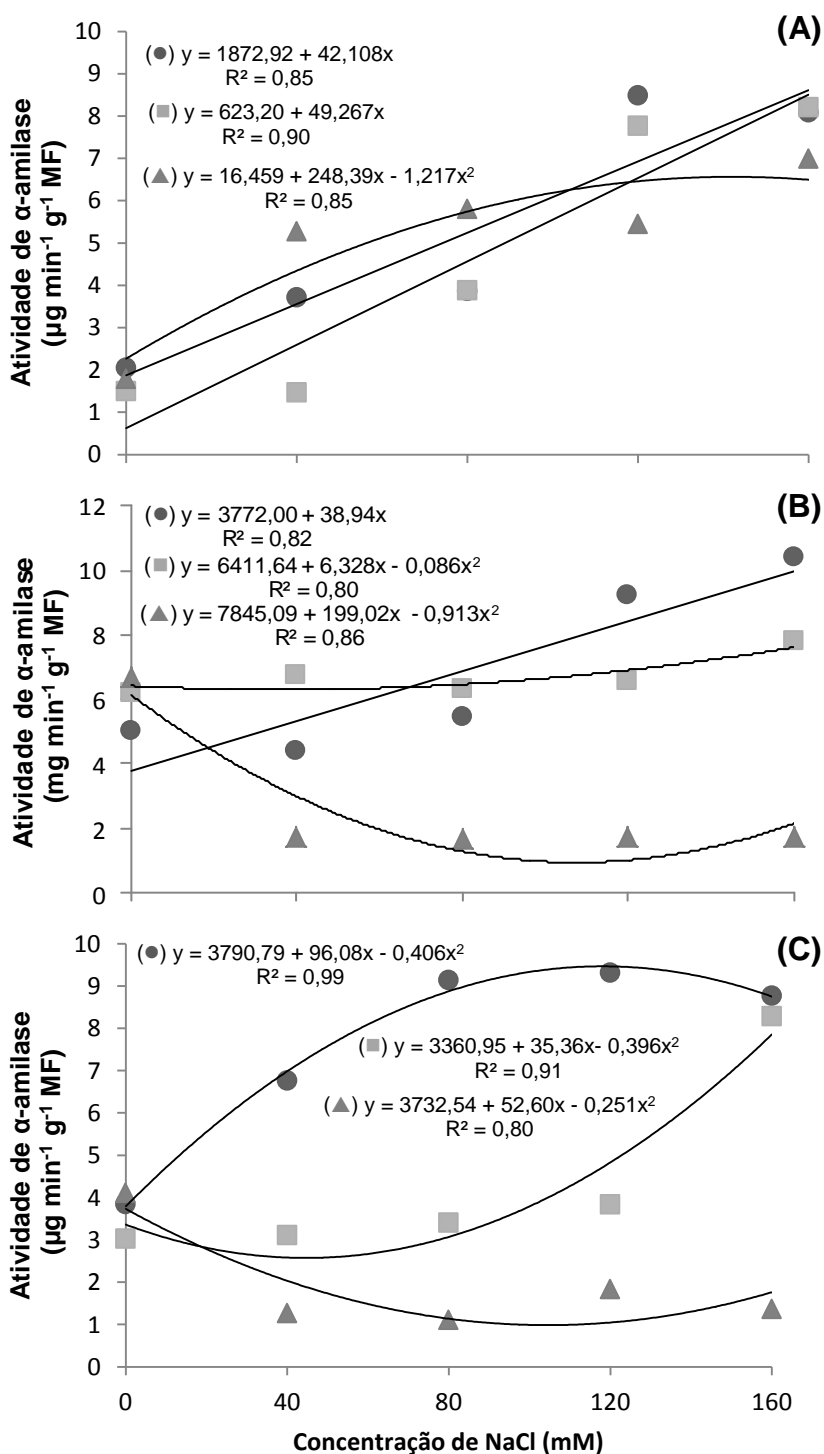 (A)
10
9
8
7
6
5
4
3
2
1
0
Atividade de α-amilase
(µg min⁻¹ g⁻¹ MF)
(●) y = 1872,92 + 42,108x
R² = 0,85
(■) y = 623,20 + 49,267x
R² = 0,90
(▲) y = 16,459 + 248,39x - 1,217x²
R² = 0,85
(B)
12
10
8
6
4
2
0
Atividade de α-amilase
(mg min⁻¹ g⁻¹ MF)
(●) y = 3772,00 + 38,94x
R² = 0,82
(■) y = 6411,64 + 6,328x - 0,086x²
R² = 0,80
(▲) y = 7845,09 + 199,02x - 0,913x²
R² = 0,86
(C)
10
9
8
7
6
5
4
3
2
1
0
Atividade de α-amilase
(µg min⁻¹ g⁻¹ MF)
(●) y = 3790,79 + 96,08x - 0,406x²
R² = 0,99
(■) y = 3360,95 + 35,36x- 0,396x²
R² = 0,91
(▲) y = 3732,54 + 52,60x - 0,251x²
R² = 0,80
0 40 80 120 160
Concentração de NaCl (mM)